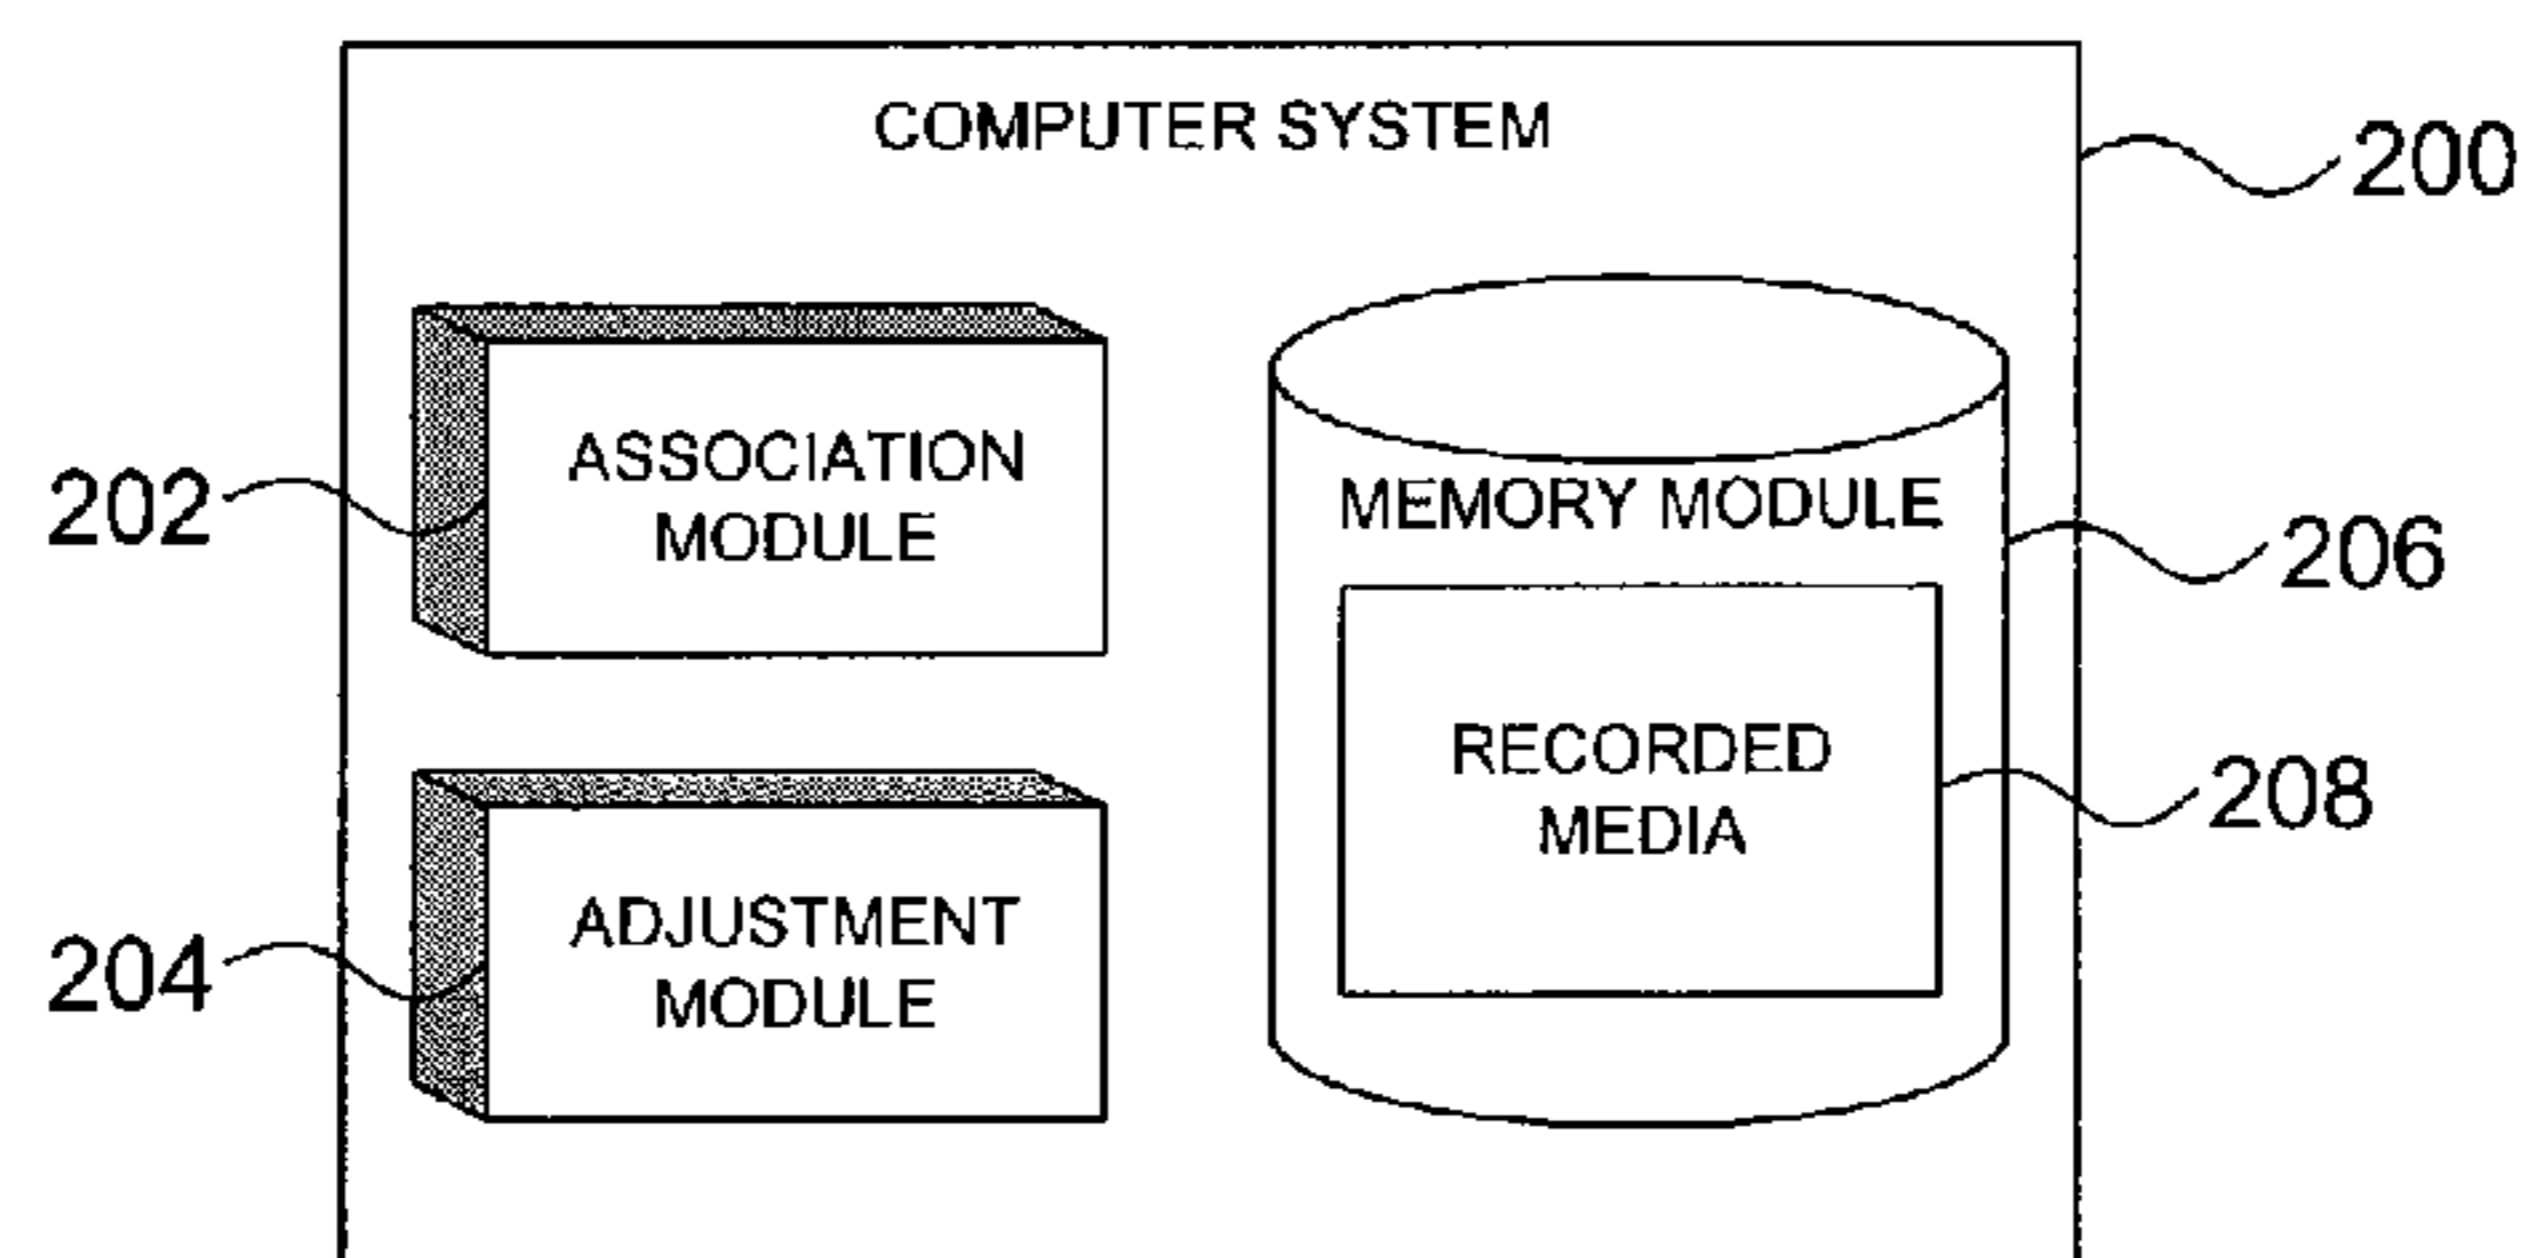 COMPUTER SYSTEM
200
ASSOCIATION
MODULE
202
MEMORY MODULE
206
RECORDED
MEDIA
208
ADJUSTMENT
MODULE
204